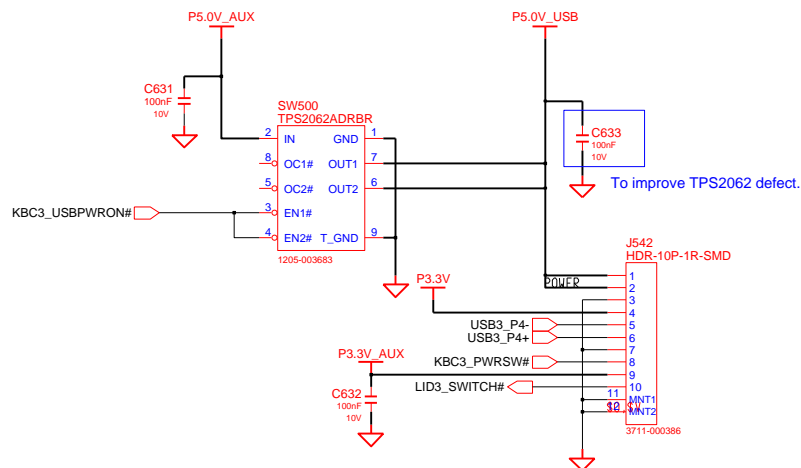 P5.0V_AUX
P5.0V_USB
C631
100nF
10V
SW500
TPS2062ADRBR
2 IN GND 1
8 OC1# OUT1 7
5 OC2# OUT2 6
3 EN1#
4 EN2# T_GND 9
1205-003683
KBC3_USBPWRON#
C633
100nF
10V
To improve TPS2062 defect.
J542
HDR-10P-1R-SMD
1
POWER 2
3
P3.3V
4
USB3_P4- 5
USB3_P4+ 6
7
P3.3V_AUX
KBC3_PWRSW# 8
9
LID3_SWITCH# 10
C632
100nF
10V
11 MNT1
12 MNT2
3711-000386